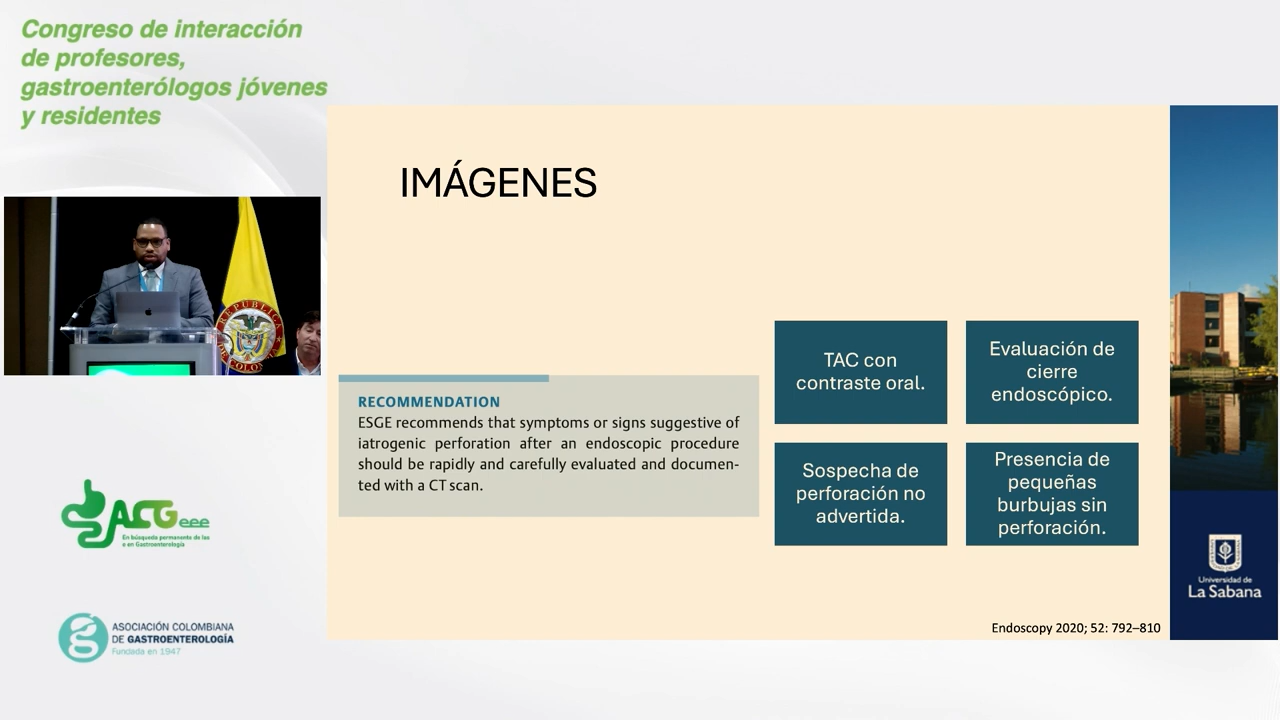 Congreso de interacción
de profesores,
gastroenterólogos jóvenes
y residentes
IMÁGENES
RECOMMENDATION
ESGE recommends that symptoms or signs suggestive of
iatrogenic perforation after an endoscopic procedure
should be rapidly and carefully evaluated and documen-
ted with a CT scan.
TAC con
contraste oral.
Evaluación de
cierre
endoscópico.
Sospecha de
perforación no
advertida.
Presencia de
pequeñas
burbujas sin
perforación.
Endoscopy 2020; 52: 792–810
Universidad de
La Sabana
REPÚBLICA
DE COLO
ACGeee
En búsqueda permanente de las
e en Gastroenterología
ASOCIACIÓN COLOMBIANA
DE GASTROENTEROLOGÍA
Fundada en 1947